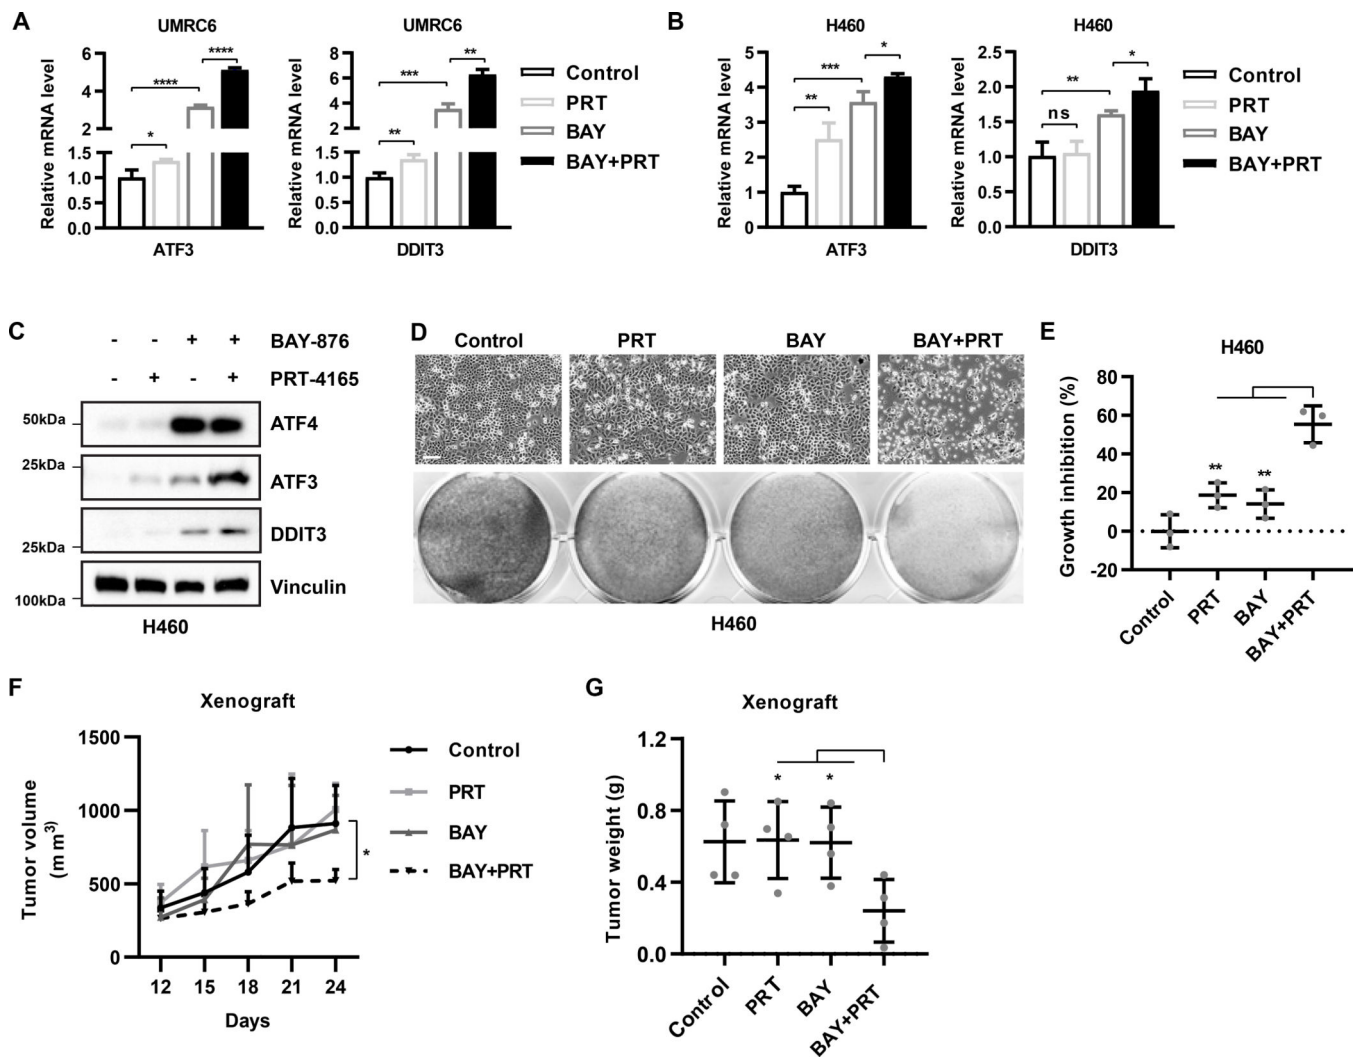 A
UMRC6
Relative mRNA level
6
4
2
1.5
1.0
0.5
0.0
****
****
*
ATF3
UMRC6
Relative mRNA level
8
6
4
2
1.5
1.0
0.5
0.0
**
***
**
DDIT3
Control
PRT
BAY
BAY+PRT
B
H460
Relative mRNA level
5
4
3
2
1
0
*
***
**
ATF3
H460
Relative mRNA level
2.5
2.0
1.5
1.0
0.5
0.0
*
**
ns
DDIT3
Control
PRT
BAY
BAY+PRT
C
- - + + BAY-876
- + - + PRT-4165
50kDa ATF4
25kDa ATF3
25kDa DDIT3
100kDa Vinculin
H460
D
Control PRT BAY BAY+PRT
H460
E
H460
Growth inhibition (%)
80
60
40
20
0
-20
** **
Control PRT BAY BAY+PRT
F
Xenograft
Tumor volume
(mm³)
1500
1000
500
0
12 15 18 21 24
Days
*
Control
PRT
BAY
BAY+PRT
G
Xenograft
Tumor weight (g)
1.2
0.8
0.4
0.0
* *
Control PRT BAY BAY+PRT